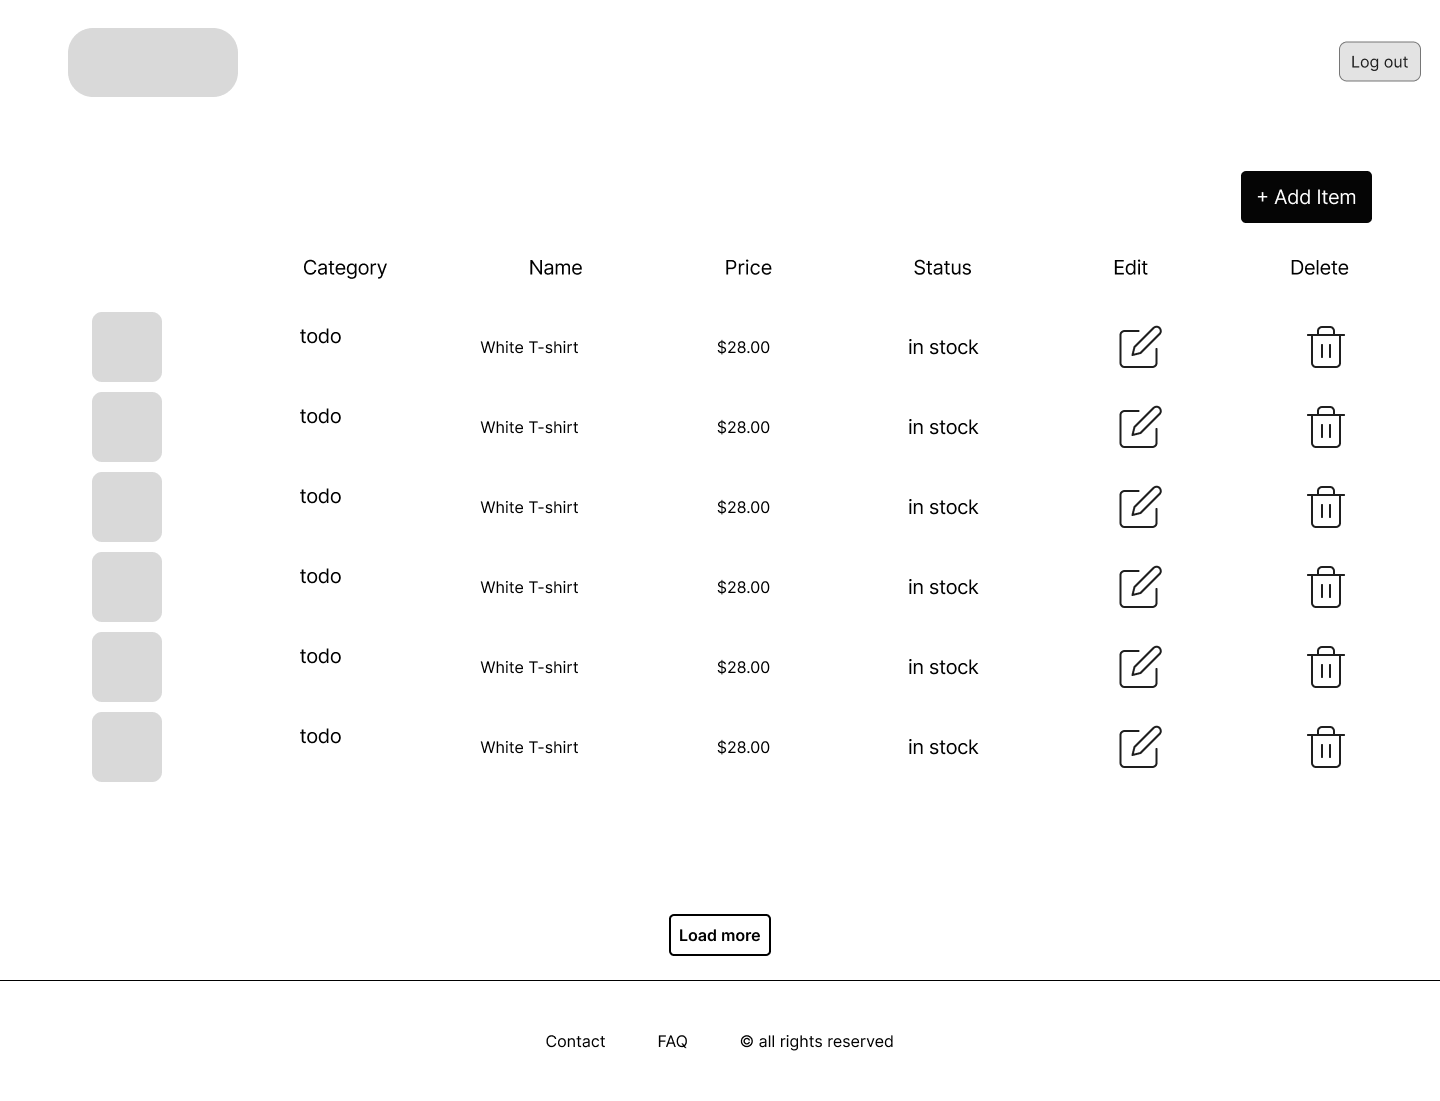 Log out
+ Add Item
Category Name Price Status Edit Delete
todo White T-shirt $28.00 in stock
todo White T-shirt $28.00 in stock
todo White T-shirt $28.00 in stock
todo White T-shirt $28.00 in stock
todo White T-shirt $28.00 in stock
todo White T-shirt $28.00 in stock
Load more
Contact FAQ © all rights reserved